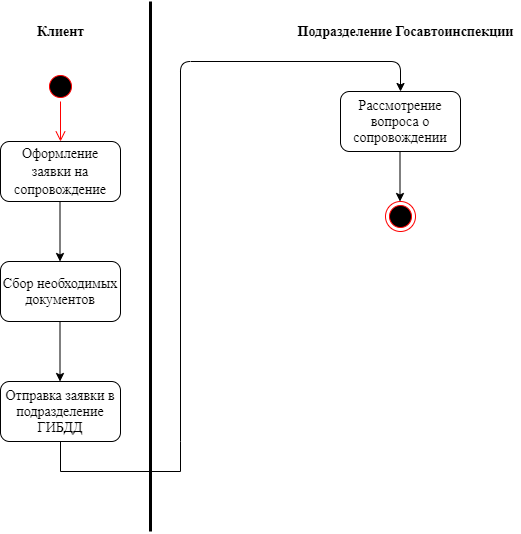 Клиент
Подразделение Госавтоинспекции
Оформление
заявки на
сопровождение
Сбор необходимых
документов
Отправка заявки в
подразделение
ГИБДД
Рассмотрение
вопроса о
сопровождении